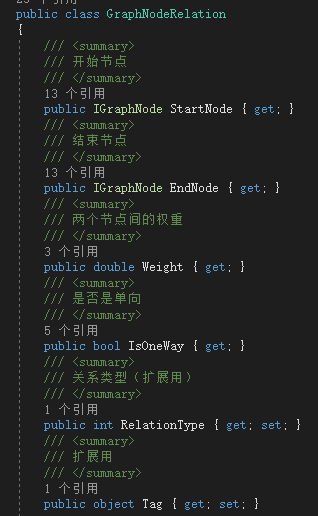 public class GraphNodeRelation
{
/// <summary>
/// 开始节点
/// </summary>
13 个引用
public IGraphNode StartNode { get; }
/// <summary>
/// 结束节点
/// </summary>
13 个引用
public IGraphNode EndNode { get; }
/// <summary>
/// 两个节点间的权重
/// </summary>
3 个引用
public double Weight { get; }
/// <summary>
/// 是否是单向
/// </summary>
5 个引用
public bool IsOneWay { get; }
/// <summary>
/// 关系类型（扩展用）
/// </summary>
1 个引用
public int RelationType { get; set; }
/// <summary>
/// 扩展用
/// </summary>
1 个引用
public object Tag { get; set; }